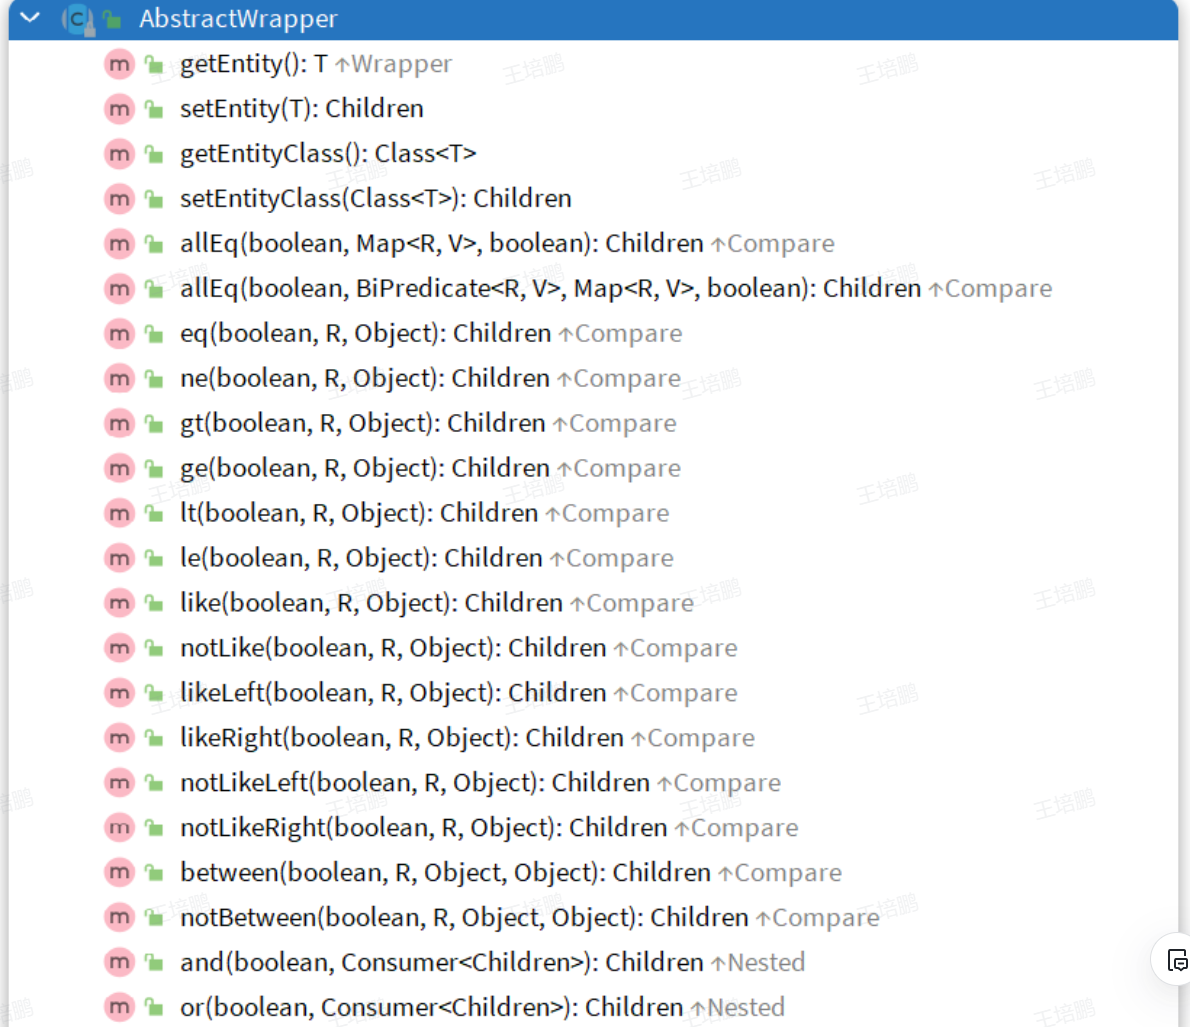 AbstractWrapper
getEntity(): T ↑Wrapper
setEntity(T): Children
getEntityClass(): Class<T>
setEntityClass(Class<T>): Children
allEq(boolean, Map<R, V>, boolean): Children ↑Compare
allEq(boolean, BiPredicate<R, V>, Map<R, V>, boolean): Children ↑Compare
eq(boolean, R, Object): Children ↑Compare
ne(boolean, R, Object): Children ↑Compare
gt(boolean, R, Object): Children ↑Compare
ge(boolean, R, Object): Children ↑Compare
lt(boolean, R, Object): Children ↑Compare
le(boolean, R, Object): Children ↑Compare
like(boolean, R, Object): Children ↑Compare
notLike(boolean, R, Object): Children ↑Compare
likeLeft(boolean, R, Object): Children ↑Compare
likeRight(boolean, R, Object): Children ↑Compare
notLikeLeft(boolean, R, Object): Children ↑Compare
notLikeRight(boolean, R, Object): Children ↑Compare
between(boolean, R, Object, Object): Children ↑Compare
notBetween(boolean, R, Object, Object): Children ↑Compare
and(boolean, Consumer<Children>): Children ↑Nested
or(boolean, Consumer<Children>): Children ↑Nested
王培鹏